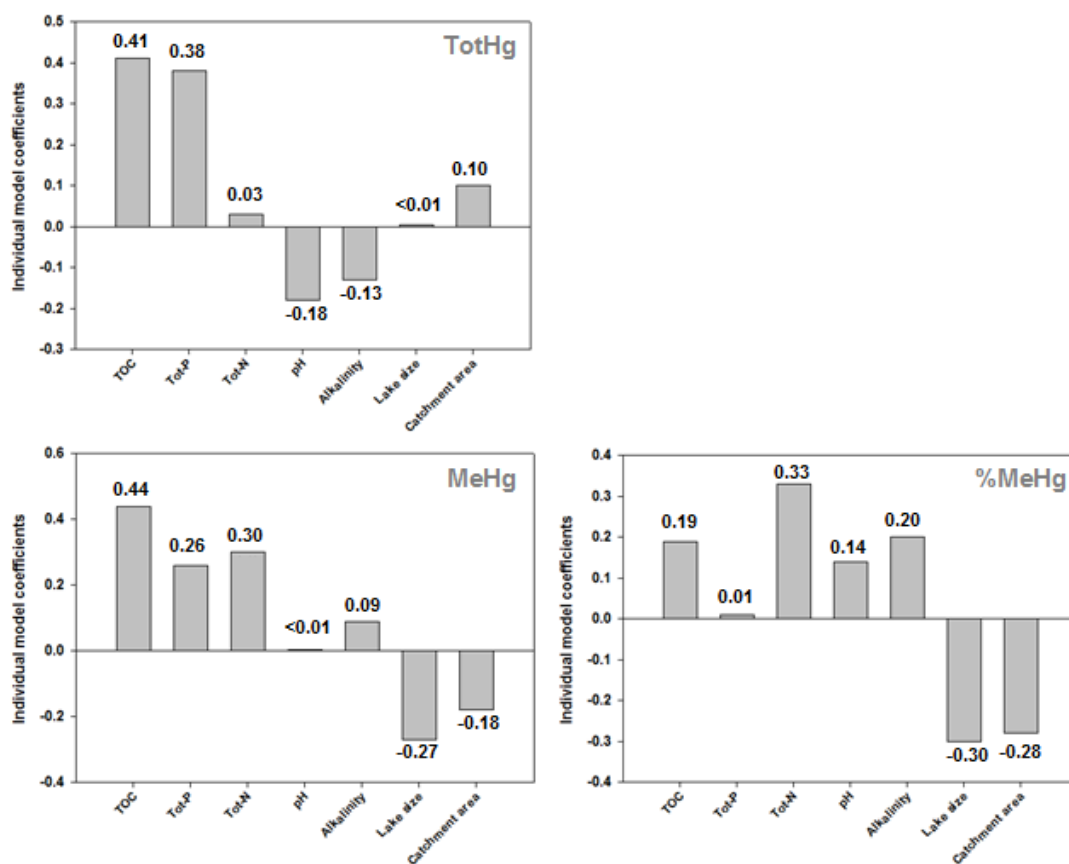 TotHg
Individual model coefficients
0.5
0.4
0.3
0.2
0.1
0.0
-0.1
-0.2
-0.3
0.41
0.38
0.03
-0.18
-0.13
<0.01
0.10
TOC
Tot-P
Tot-N
pH
Alkalinity
Lake size
Catchment area
MeHg
Individual model coefficients
0.6
0.4
0.2
0.0
-0.2
-0.4
0.44
0.26
0.30
<0.01
0.09
-0.27
-0.18
TOC
Tot-P
Tot-N
pH
Alkalinity
Lake size
Catchment area
%MeHg
Individual model coefficients
0.4
0.3
0.2
0.1
0.0
-0.1
-0.2
-0.3
-0.4
0.19
0.01
0.33
0.14
0.20
-0.30
-0.28
TOC
Tot-P
Tot-N
pH
Alkalinity
Lake size
Catchment area